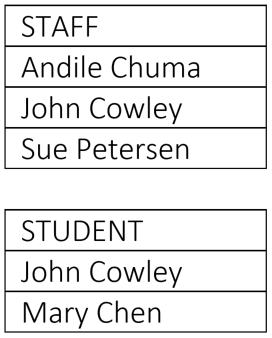 STAFF
Andile Chuma
John Cowley
Sue Petersen
STUDENT
John Cowley
Mary Chen